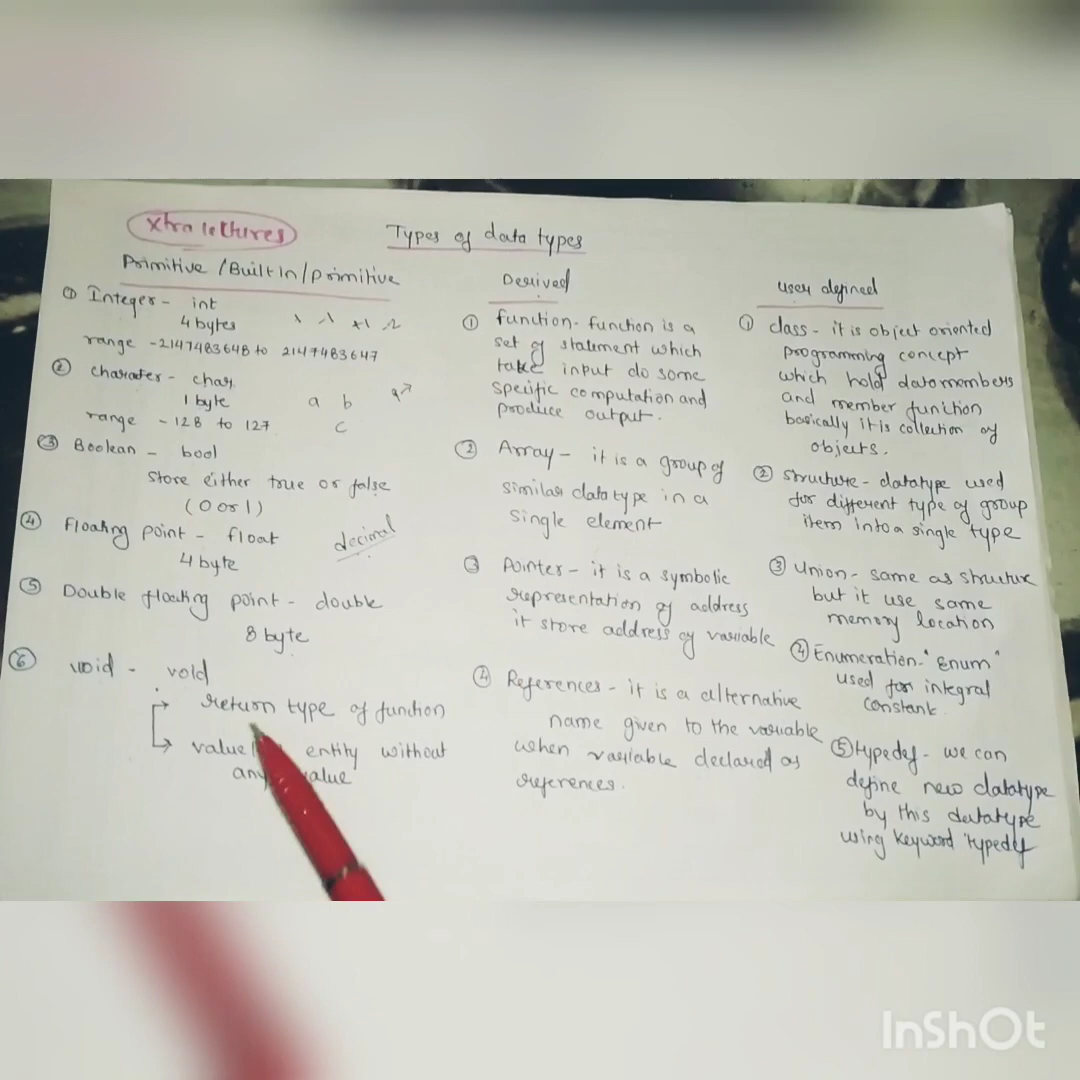 Xtra lectures
Types of data types
Primitive / Built In / primitive
① Integer - int
4 bytes
range -2147483648 to 2147483647
② charater - char
1 byte
a b
c
range -128 to 127
③ Boolean - bool
store either true or false
(0 or 1)
④ Floating point - float
decimal
4 byte
⑤ Double floating point - double
8 byte
⑥ void - void
return type of function
value entity without
any value
Derived
① function - function is a
set of statement which
take input do some
specific computation and
produce output.
② Array - it is a group of
similar data type in a
single element
③ Pointer - it is a symbolic
representation of address
it store address of variable
④ References - it is a alternative
name given to the variable
when variable declared as
references.
user defined
① class - it is object oriented
programming concept
which hold datamembers
and member function
basically it is collection of
objects.
② structure - datatype used
for different type of group
item into a single type
③ Union - same as structure
but it use same
memory location
④ Enumeration - "enum"
used for integral
constant.
⑤ typedef - we can
define new datatype
by this datatype
using keyword 'typedef
InShOt